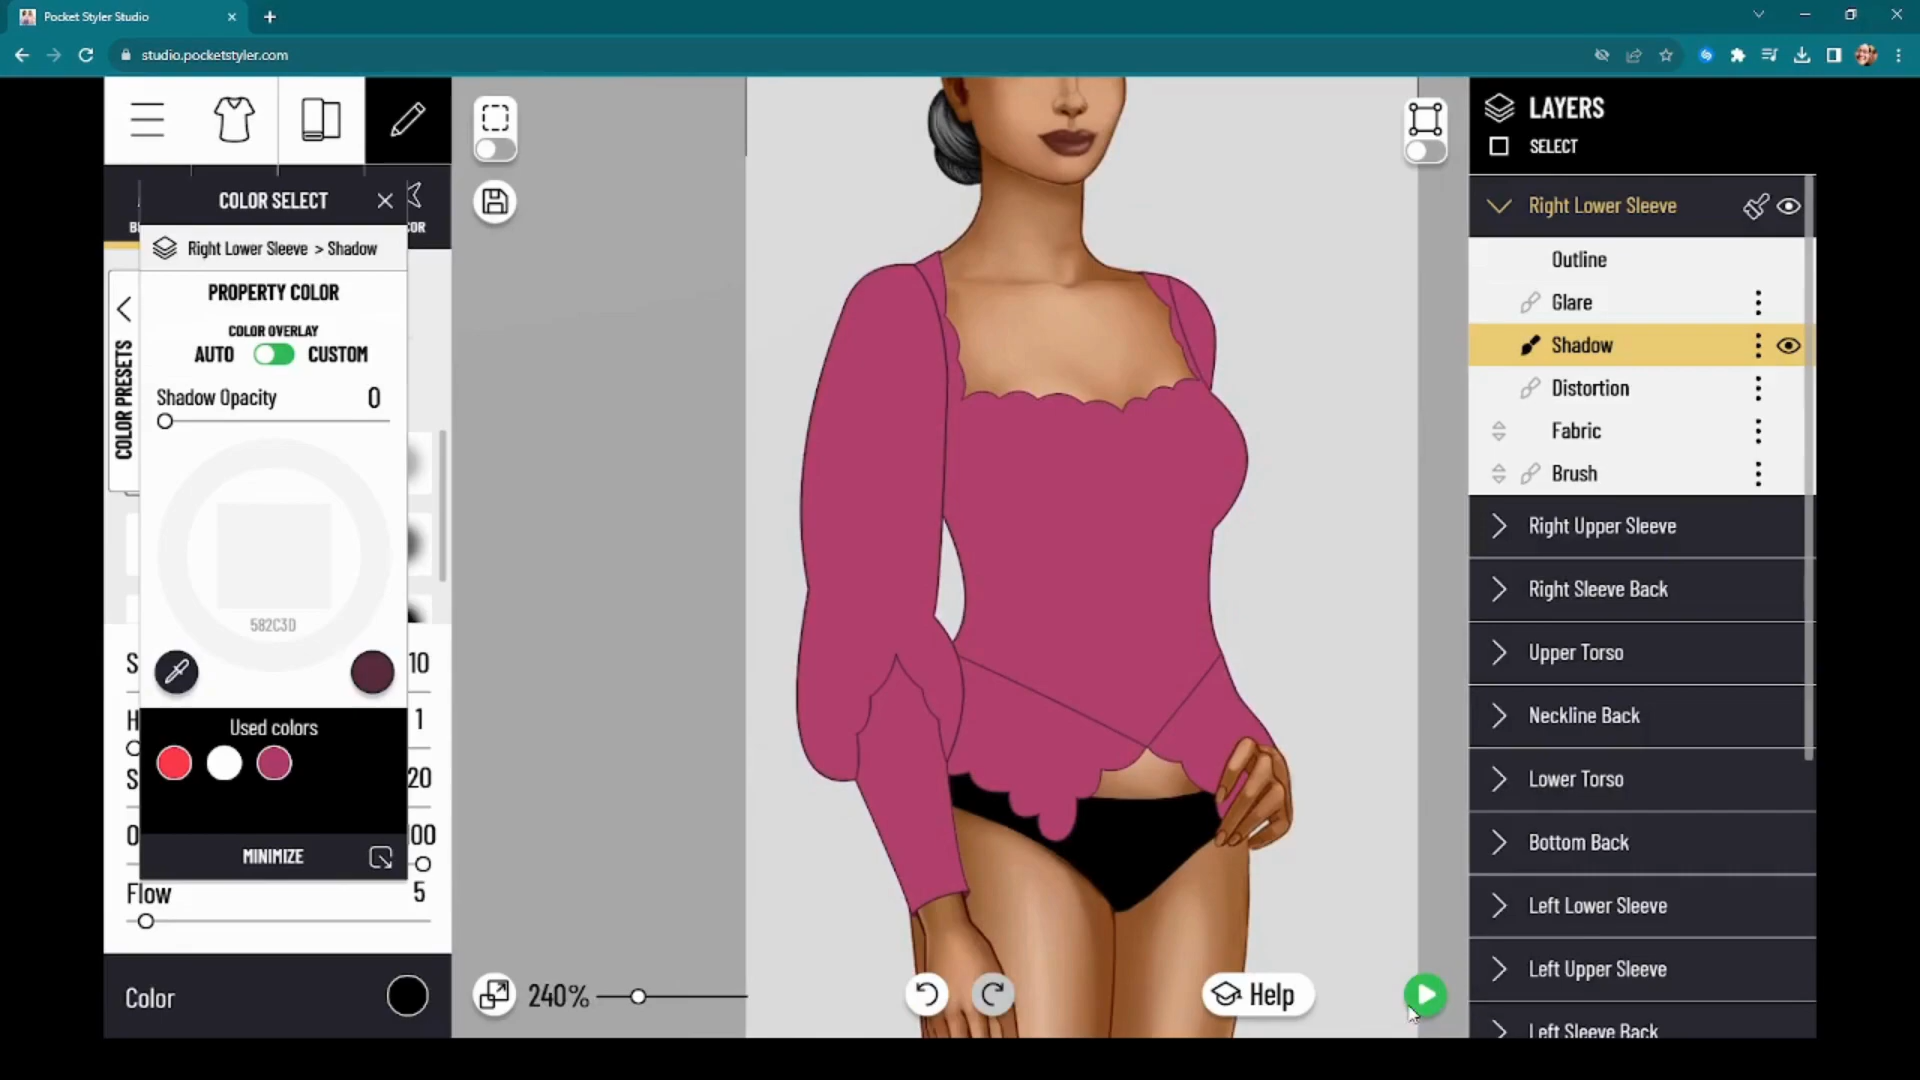 Pocket Styler Studio
studio.pocketstyler.com
COLOR SELECT
OR
Right Lower Sleeve > Shadow
PROPERTY COLOR
COLOR OVERLAY
AUTO CUSTOM
Shadow Opacity 0
COLOR PRESETS
582C3D
10
Used colors
1
20
00
MINIMIZE
Flow 5
Color
240%
Help
LAYERS
SELECT
Right Lower Sleeve
Outline
Glare
Shadow
Distortion
Fabric
Brush
Right Upper Sleeve
Right Sleeve Back
Upper Torso
Neckline Back
Lower Torso
Bottom Back
Left Lower Sleeve
Left Upper Sleeve
Left Sleeve Back